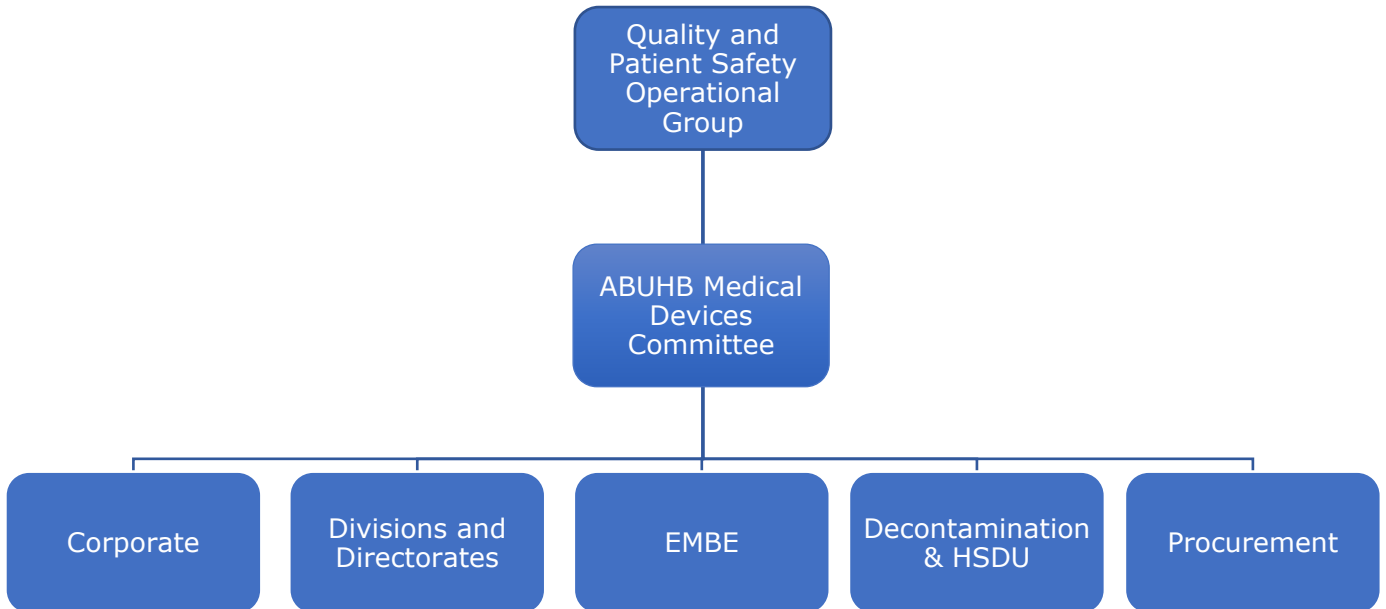 Quality and
Patient Safety
Operational
Group
ABUHB Medical
Devices
Committee
Corporate
Divisions and
Directorates
EMBE
Decontamination
& HSDU
Procurement